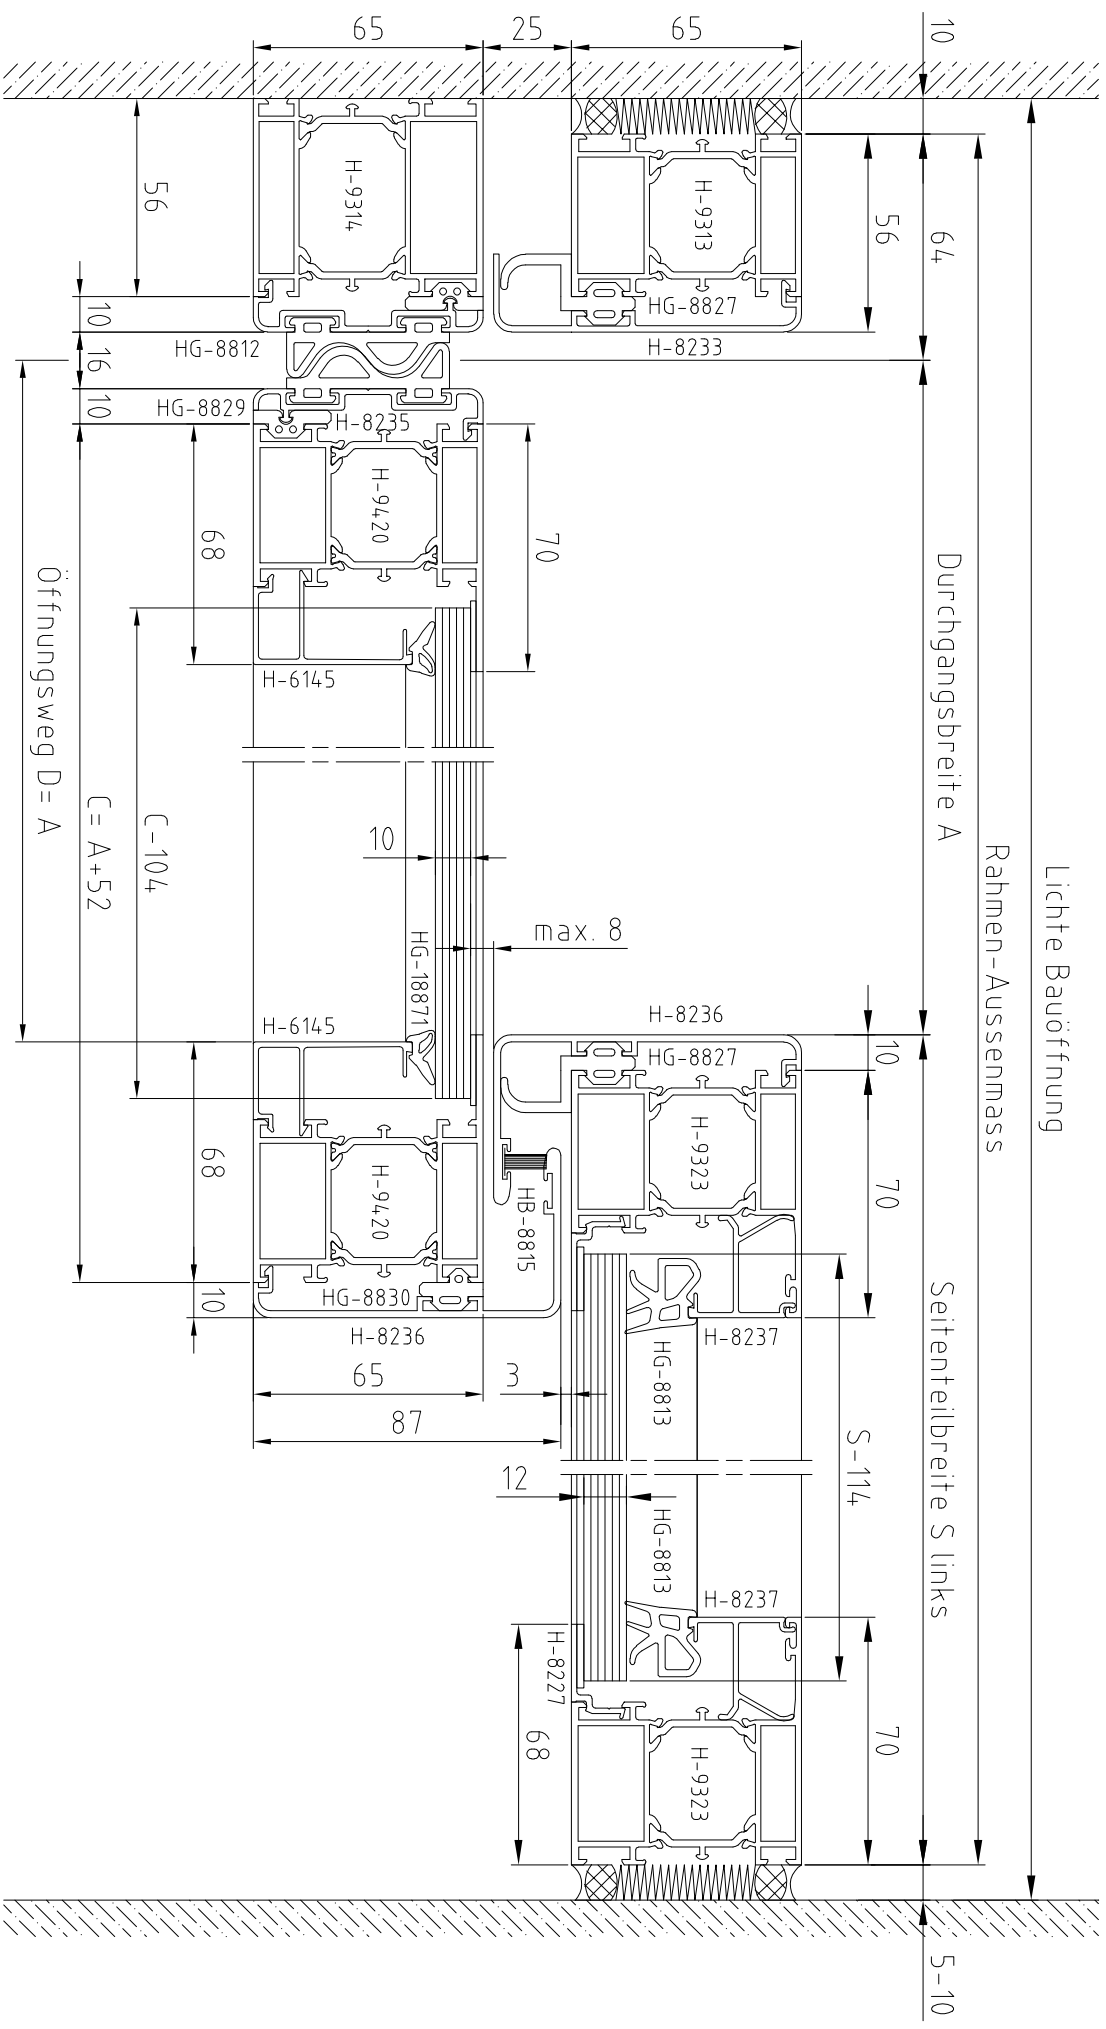 65
25
65
10
56
H-9314
H-9313
56
64
HG-8827
10
HG-8812
H-8233
16
HG-8829
10
H-8235
H-9420
68
70
Öffnungsweg D= A
Durchgangsbreite A
H-6145
C= A+52
C-104
10
Rahmen-Aussenmass
Lichte Bauöffnung
max. 8
HG-18871
H-8236
H-6145
HG-8827
10
68
H-9420
H-9323
70
HB-8815
10
HG-8830
H-8236
H-8237
65
3
HG-8813
87
S-114
Seitenteilbreite S links
12
HG-8813
H-8237
H-8227
68
70
H-9323
5-10